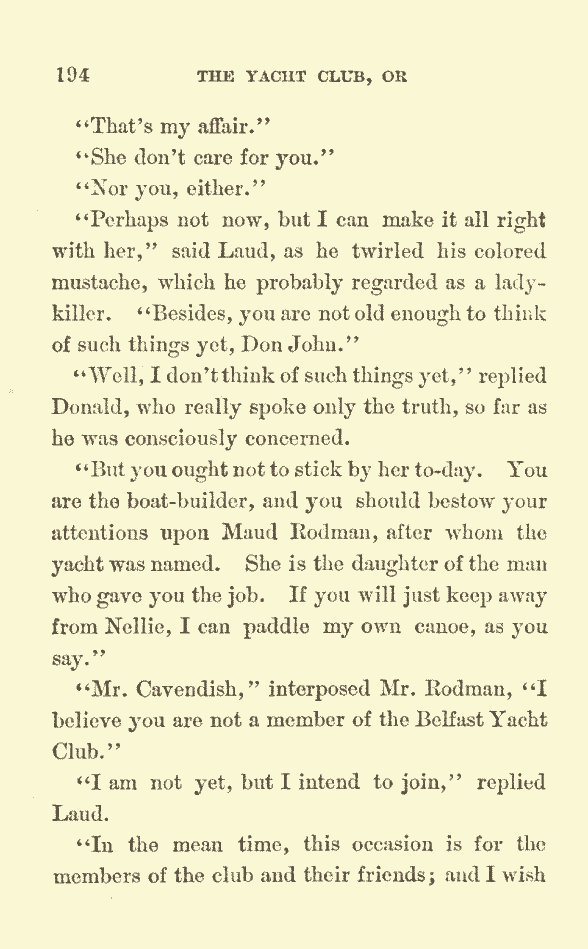 194 THE YACHT CLUB, OR
"That's my affair."
"She don't care for you."
"Nor you, either."
"Perhaps not now, but I can make it all right
with her," said Laud, as he twirled his colored
mustache, which he probably regarded as a lady-
killer. "Besides, you are not old enough to think
of such things yet, Don John."
"Well, I don't think of such things yet," replied
Donald, who really spoke only the truth, so far as
he was consciously concerned.
"But you ought not to stick by her to-day. You
are the boat-builder, and you should bestow your
attentions upon Maud Rodman, after whom the
yacht was named. She is the daughter of the man
who gave you the job. If you will just keep away
from Nellie, I can paddle my own canoe, as you
say."
"Mr. Cavendish," interposed Mr. Rodman, "I
believe you are not a member of the Belfast Yacht
Club."
"I am not yet, but I intend to join," replied
Laud.
"In the mean time, this occasion is for the
members of the club and their friends; and I wish